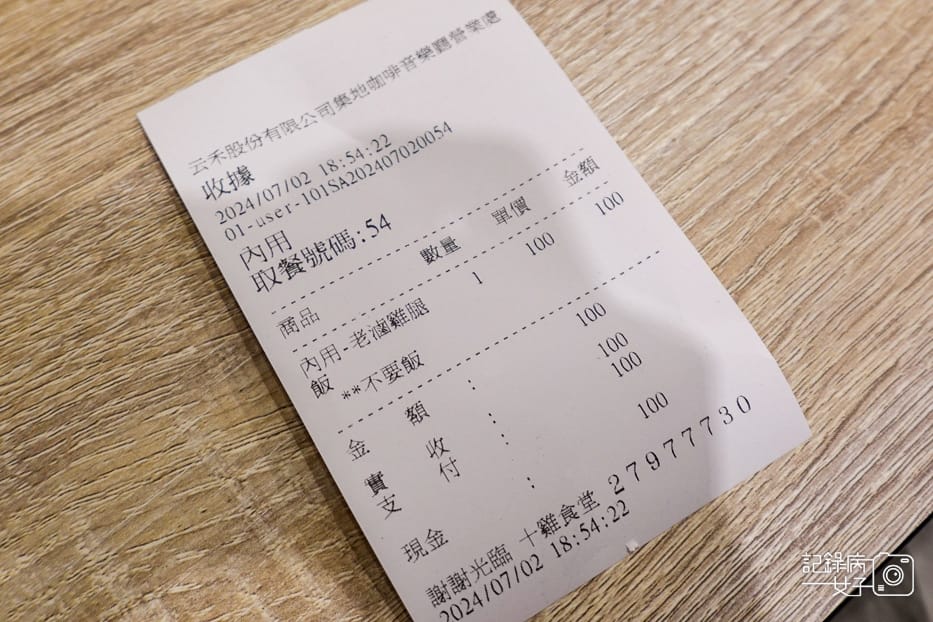 云禾股份有限公司集地咖啡音樂廳營業處
收據
2024/07/02 18:54:22
01-user-101SA202407020054
內用
取餐號碼:54
商品 數量 單價 金額
內用-老滷雞腿 1 100 100
飯
**不要飯
金額 : 100
實收 : 100
支付 : 100
現金 : 100
謝謝光臨 十雞食堂 27977730
2024/07/02 18:54:22
記錄病
女子